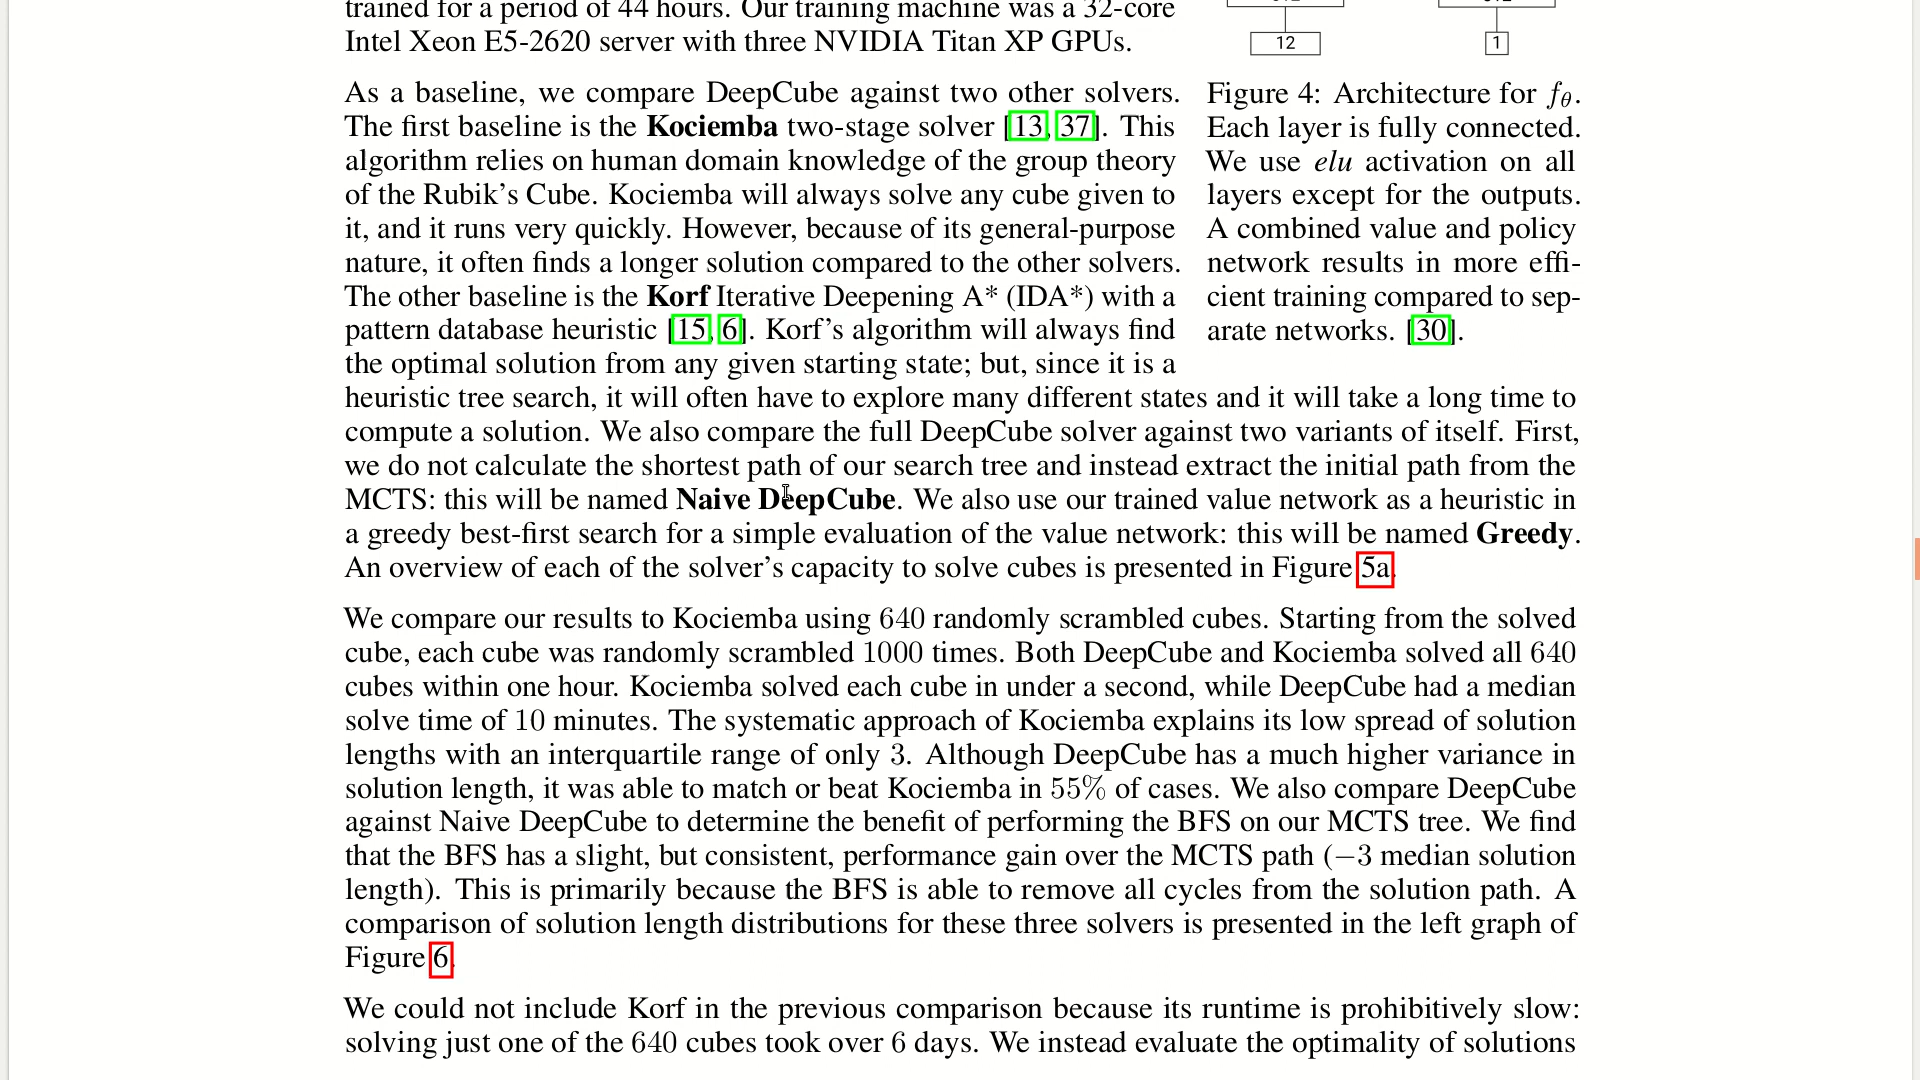 trained for a period of 44 hours. Our training machine was a 32-core
Intel Xeon E5-2620 server with three NVIDIA Titan XP GPUs.
As a baseline, we compare DeepCube against two other solvers.
The first baseline is the Kociemba two-stage solver [13, 37]. This
algorithm relies on human domain knowledge of the group theory
of the Rubik's Cube. Kociemba will always solve any cube given to
it, and it runs very quickly. However, because of its general-purpose
nature, it often finds a longer solution compared to the other solvers.
The other baseline is the Korf Iterative Deepening A* (IDA*) with a
pattern database heuristic [15, 6]. Korf's algorithm will always find
the optimal solution from any given starting state; but, since it is a
heuristic tree search, it will often have to explore many different states and it will take a long time to
compute a solution. We also compare the full DeepCube solver against two variants of itself. First,
we do not calculate the shortest path of our search tree and instead extract the initial path from the
MCTS: this will be named Naive DeepCube. We also use our trained value network as a heuristic in
a greedy best-first search for a simple evaluation of the value network: this will be named Greedy.
An overview of each of the solver's capacity to solve cubes is presented in Figure 5a.
12
1
Figure 4: Architecture for fθ.
Each layer is fully connected.
We use elu activation on all
layers except for the outputs.
A combined value and policy
network results in more effi-
cient training compared to sep-
arate networks. [30].
We compare our results to Kociemba using 640 randomly scrambled cubes. Starting from the solved
cube, each cube was randomly scrambled 1000 times. Both DeepCube and Kociemba solved all 640
cubes within one hour. Kociemba solved each cube in under a second, while DeepCube had a median
solve time of 10 minutes. The systematic approach of Kociemba explains its low spread of solution
lengths with an interquartile range of only 3. Although DeepCube has a much higher variance in
solution length, it was able to match or beat Kociemba in 55% of cases. We also compare DeepCube
against Naive DeepCube to determine the benefit of performing the BFS on our MCTS tree. We find
that the BFS has a slight, but consistent, performance gain over the MCTS path (−3 median solution
length). This is primarily because the BFS is able to remove all cycles from the solution path. A
comparison of solution length distributions for these three solvers is presented in the left graph of
Figure 6.
We could not include Korf in the previous comparison because its runtime is prohibitively slow:
solving just one of the 640 cubes took over 6 days. We instead evaluate the optimality of solutions